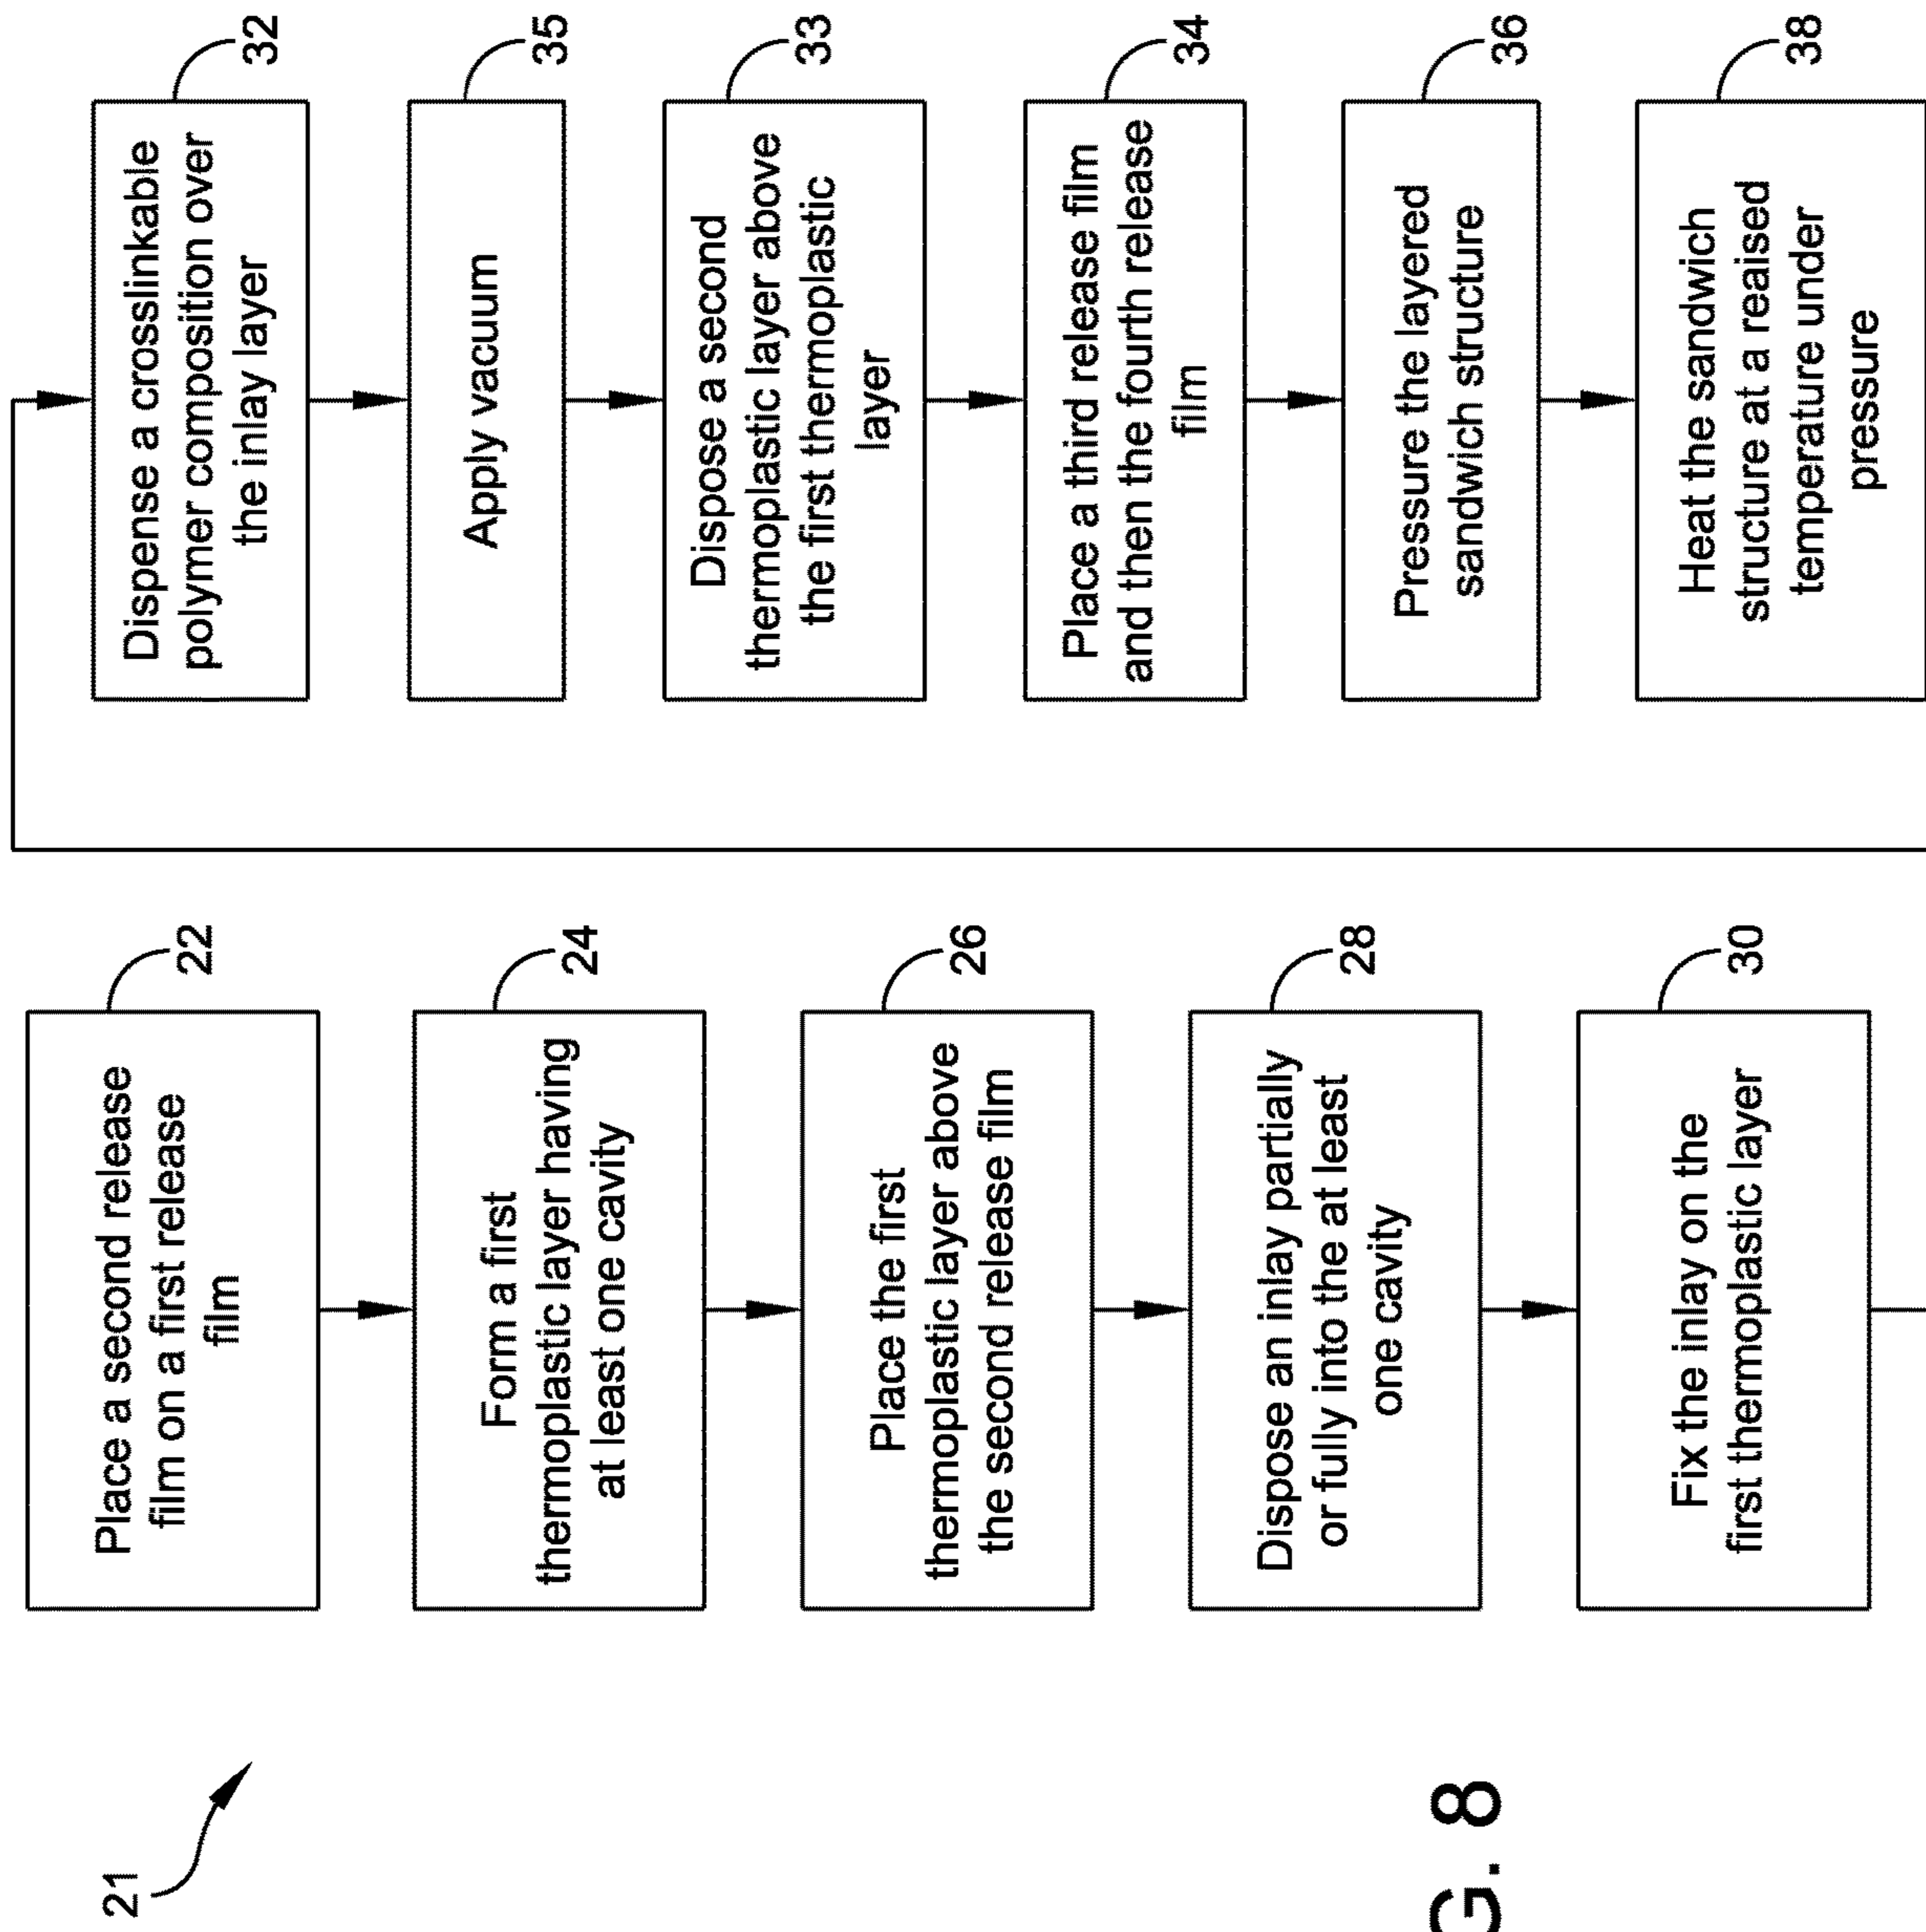 21
22
Place a second release
film on a first release
film
24
Form a first
thermoplastic layer having
at least one cavity
26
Place the first
thermoplastic layer above
the second release film
28
Dispose an inlay partially
or fully into the at least
one cavity
30
Fix the inlay on the
first thermoplastic layer
32
Dispense a crosslinkable
polymer composition over
the inlay layer
35
Apply vacuum
33
Dispose a second
thermoplastic layer above
the first thermoplastic
layer
34
Place a third release film
and then the fourth release
film
36
Pressure the layered
sandwich structure
38
Heat the sandwich
structure at a reaised
temperature under
pressure
G. 8